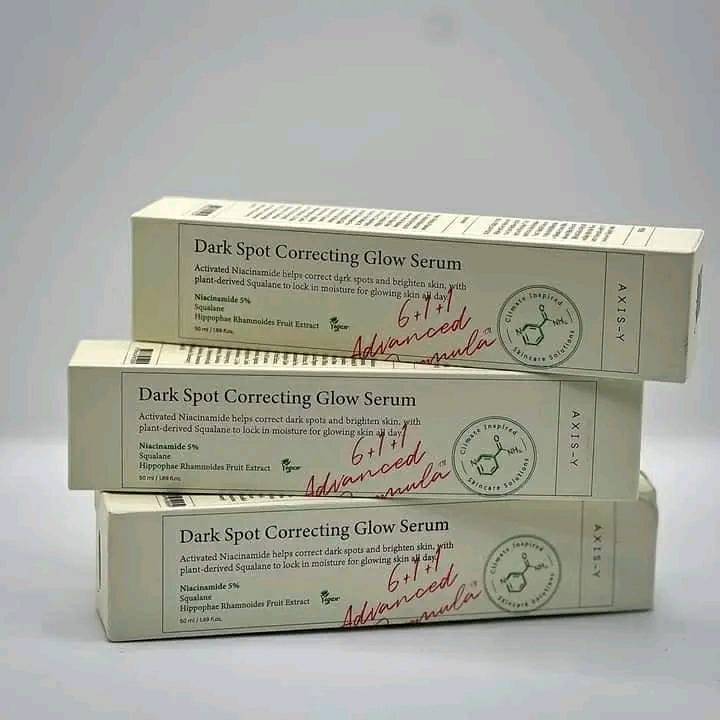 Dark Spot Correcting Glow Serum
Activated Niacinamide helps correct dark spots and brighten skin, with
plant-derived Squalane to lock in moisture for glowing skin all day.
Niacinamide 5%
Squalane
Hippophae Rhamnoides Fruit Extract
Vegan
50 ml / 1.69 fl.oz.
6+1+1
Advanced
Climate Inspired
N
O
NH₂
Skincare Solutions
AXIS-Y
Dark Spot Correcting Glow Serum
Activated Niacinamide helps correct dark spots and brighten skin, with
plant-derived Squalane to lock in moisture for glowing skin all day.
Niacinamide 5%
Squalane
Hippophae Rhamnoides Fruit Extract
Vegan
50 ml / 1.69 fl.oz.
6+1+1
Advanced
Climate Inspired
N
O
NH₂
Skincare Solutions
AXIS-Y
Dark Spot Correcting Glow Serum
Activated Niacinamide helps correct dark spots and brighten skin, with
plant-derived Squalane to lock in moisture for glowing skin all day.
Niacinamide 5%
Squalane
Hippophae Rhamnoides Fruit Extract
Vegan
50 ml / 1.69 fl.oz.
6+1+1
Advanced
Climate Inspired
N
O
NH₂
Skincare Solutions
AXIS-Y